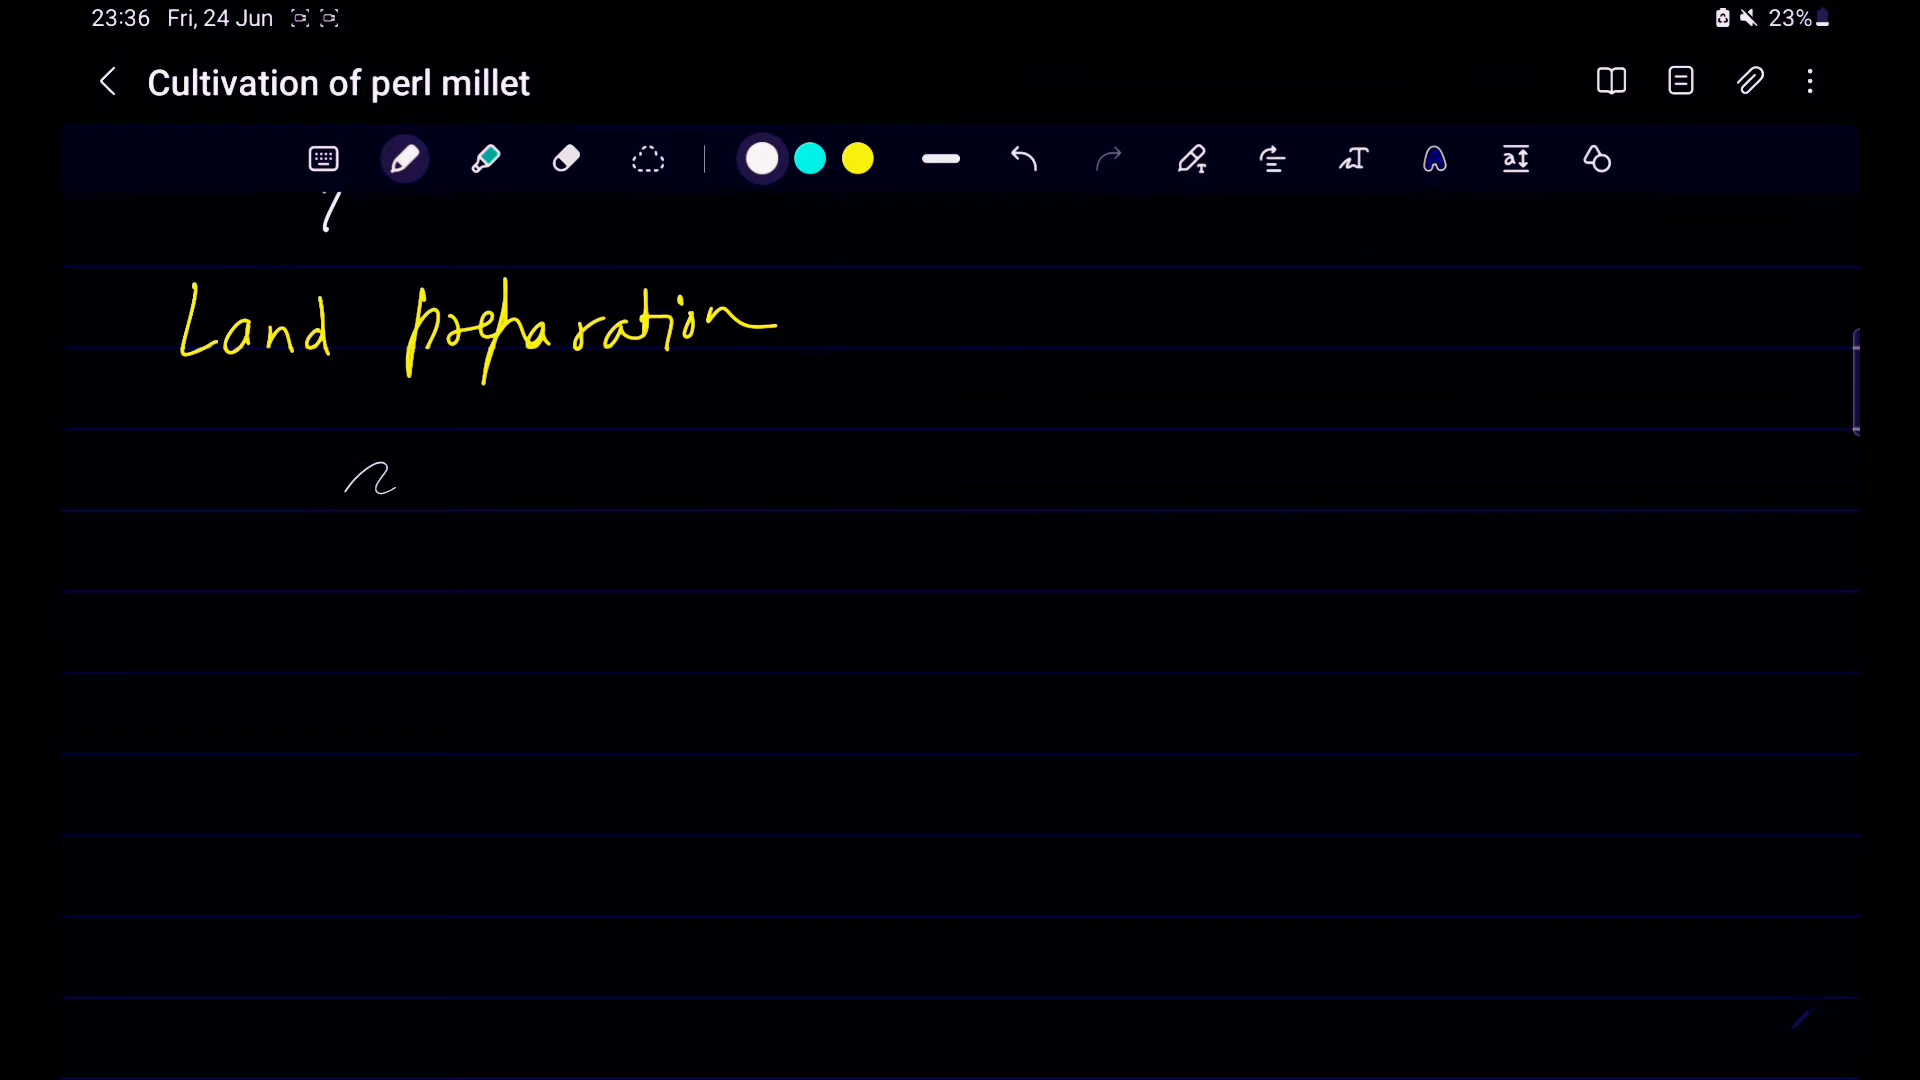 23:36 Fri, 24 Jun 23%
Cultivation of perl millet
Land preparation